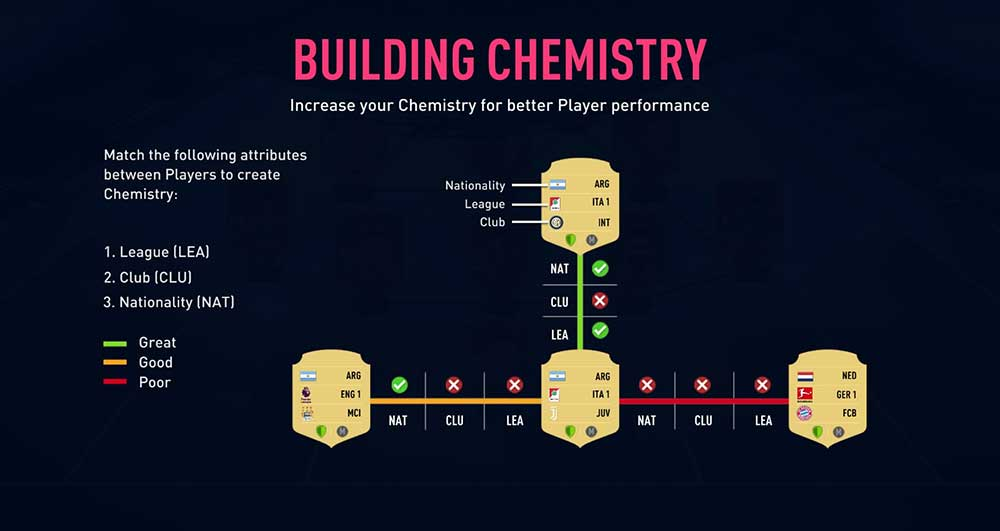 BUILDING CHEMISTRY
Increase your Chemistry for better Player performance
Match the following attributes
between Players to create
Chemistry:
1. League (LEA)
2. Club (CLU)
3. Nationality (NAT)
Great
Good
Poor
Nationality
League
Club
ARG
ITA 1
INT
M
NAT
CLU
LEA
ARG
ENG 1
MCI
M
NAT
CLU
LEA
ARG
ITA 1
JUV
M
NAT
CLU
LEA
NED
GER 1
FCB
M